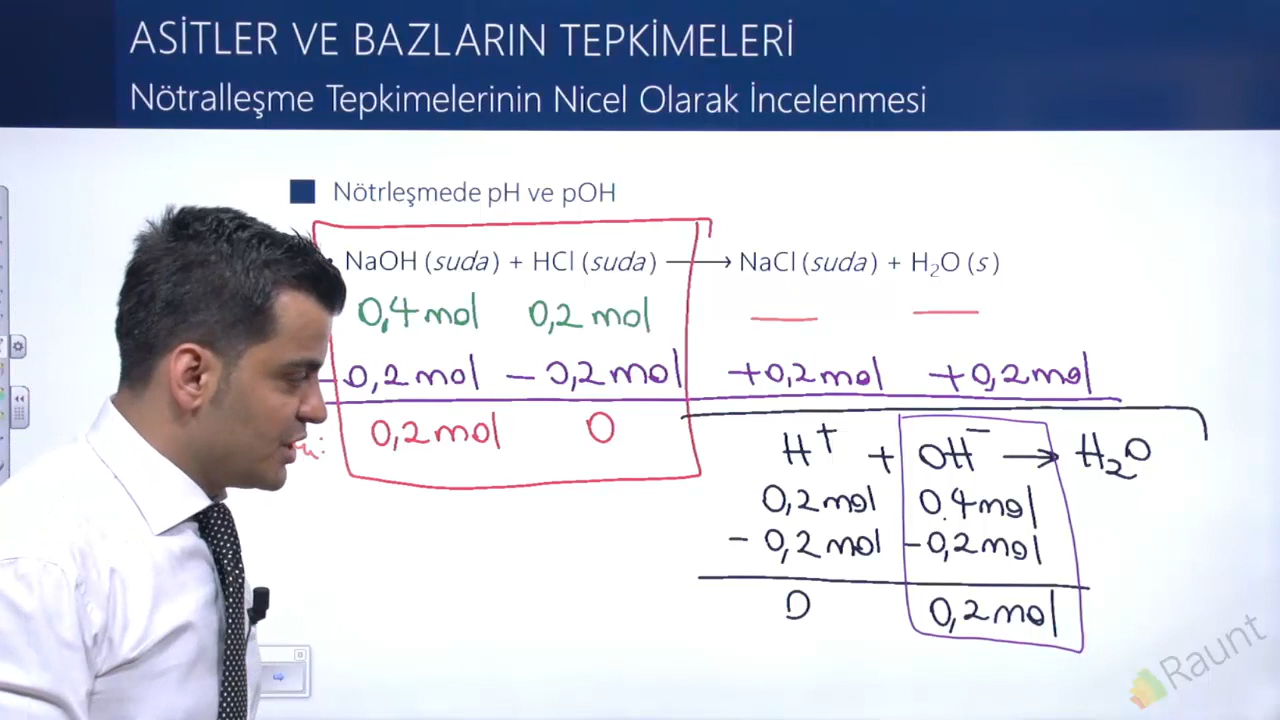 ASİTLER VE BAZLARIN TEPKİMELERİ
Nötralleşme Tepkimelerinin Nicel Olarak İncelenmesi
Nötrleşmede pH ve pOH
NaOH (suda) + HCl (suda) ⟶ NaCl (suda) + H₂O (s)
0,4 mol 0,2 mol
-0,2 mol - 0,2 mol +0,2 mol +0,2 mol
0,2 mol 0
H⁺ + OH⁻ → H₂O
0,2 mol 0.4 mol
- 0,2 mol -0,2 mol
0 0,2 mol
Raunt